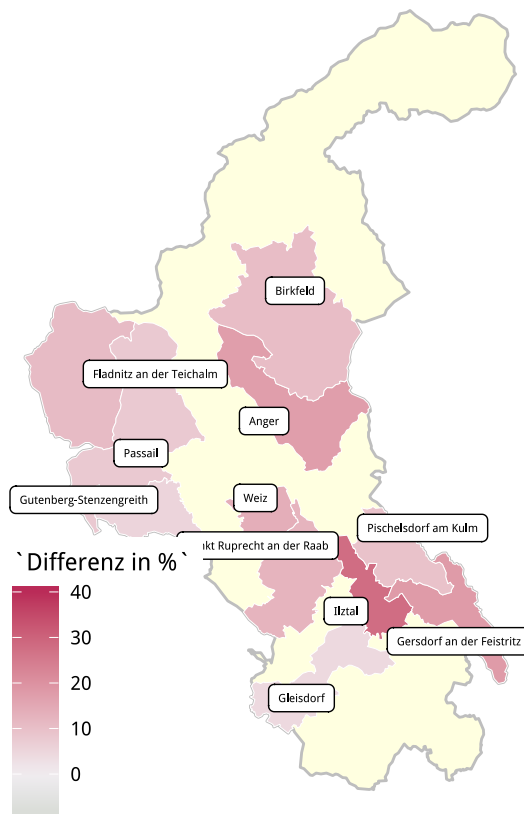 Birkfeld
Fladnitz an der Teichalm
Anger
Passail
Gutenberg-Stenzengreith
Weiz
Pischelsdorf am Kulm
nkt Ruprecht an der Raab
`Differenz in %`
40
30
20
10
0
Ilztal
Gersdorf an der Feistritz
Gleisdorf